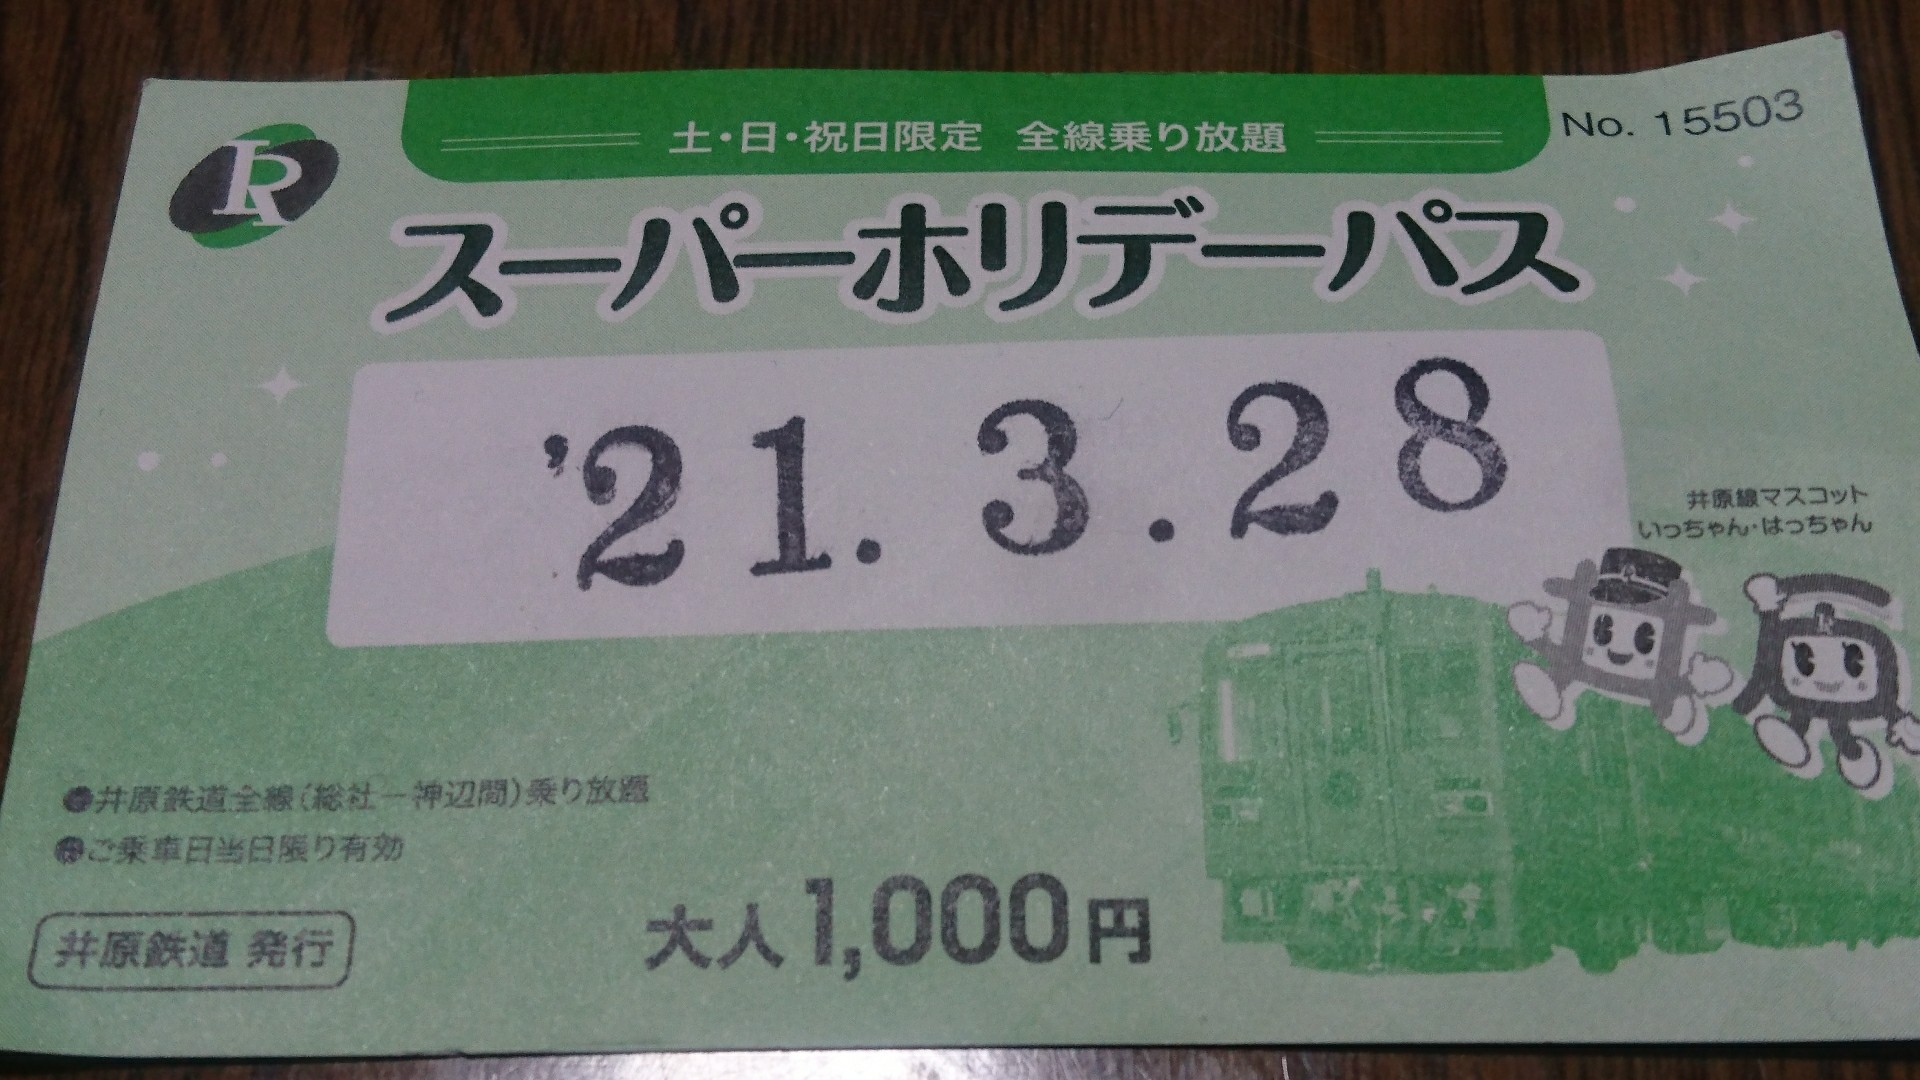 IR
土・日・祝日限定 全線乗り放題
No. 15503
スーパーホリデーパス
'21. 3. 28
井原線マスコット
いっちゃん・はっちゃん
●井原鉄道全線(総社－神辺間)乗り放題
●ご乗車日当日限り有効
大人1,000円
井原鉄道 発行